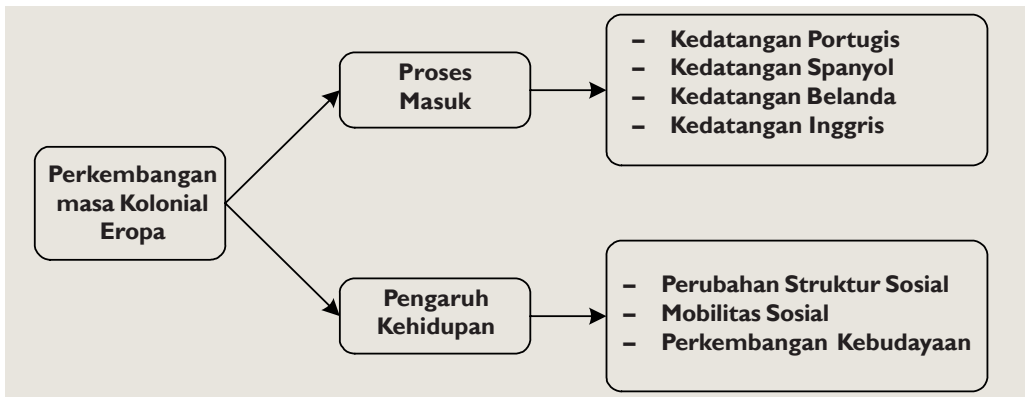 Perkembangan
masa Kolonial
Eropa
Proses
Masuk
– Kedatangan Portugis
– Kedatangan Spanyol
– Kedatangan Belanda
– Kedatangan Inggris
Pengaruh
Kehidupan
– Perubahan Struktur Sosial
– Mobilitas Sosial
– Perkembangan Kebudayaan